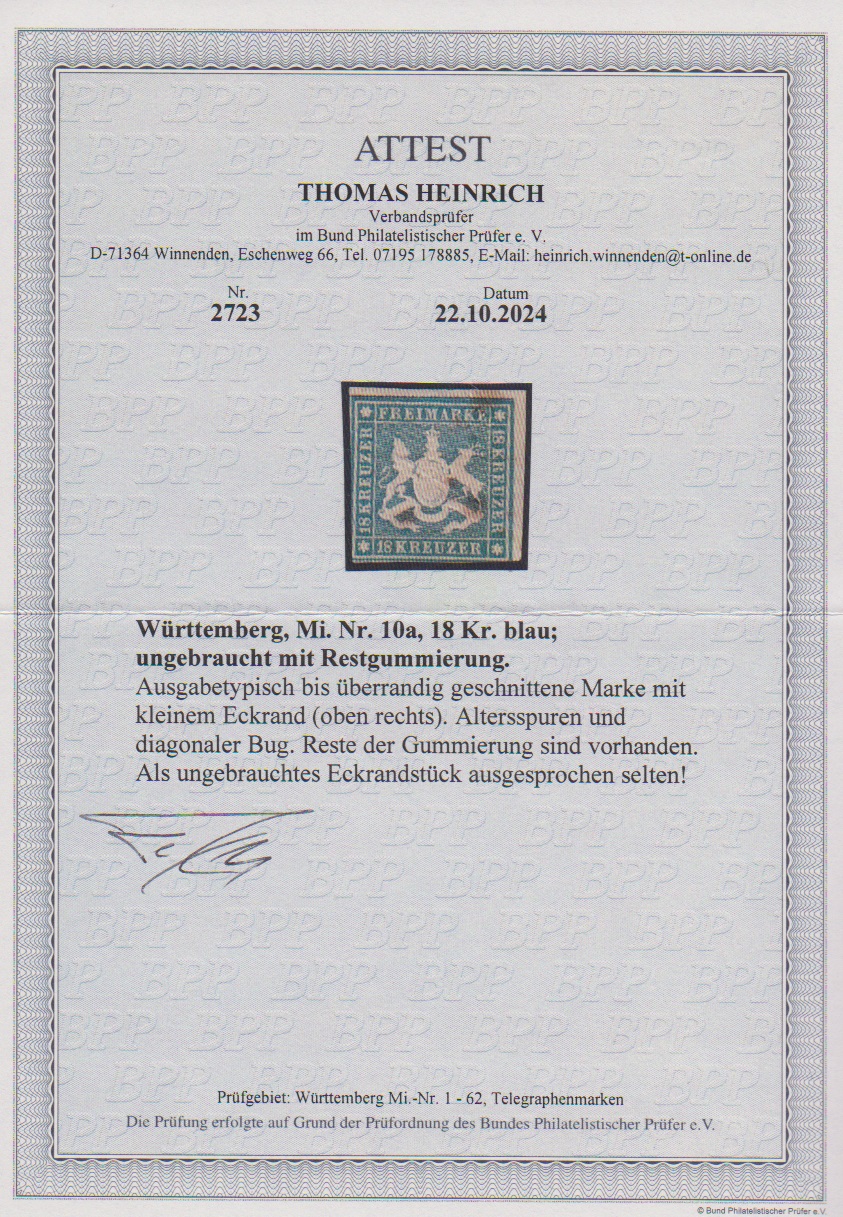 ATTEST
THOMAS HEINRICH
Verbandsprüfer
im Bund Philatelistischer Prüfer e. V.
D-71364 Winnenden, Eschenweg 66, Tel. 07195 178885, E-Mail: heinrich.winnenden@t-online.de
Nr. Datum
2723 22.10.2024
FREIMARKE
18 KREUZER
18 KREUZER
18 KREUZER
Württemberg, Mi. Nr. 10a, 18 Kr. blau;
ungebraucht mit Restgummierung.
Ausgabetypisch bis überrandig geschnittene Marke mit
kleinem Eckrand (oben rechts). Altersspuren und
diagonaler Bug. Reste der Gummierung sind vorhanden.
Als ungebrauchtes Eckrandstück ausgesprochen selten!
Prüfgebiet: Württemberg Mi.-Nr. 1 - 62, Telegraphenmarken
Die Prüfung erfolgte auf Grund der Prüfordnung des Bundes Philatelistischer Prüfer e.V.
© Bund Philatelistischer Prüfer e.V.